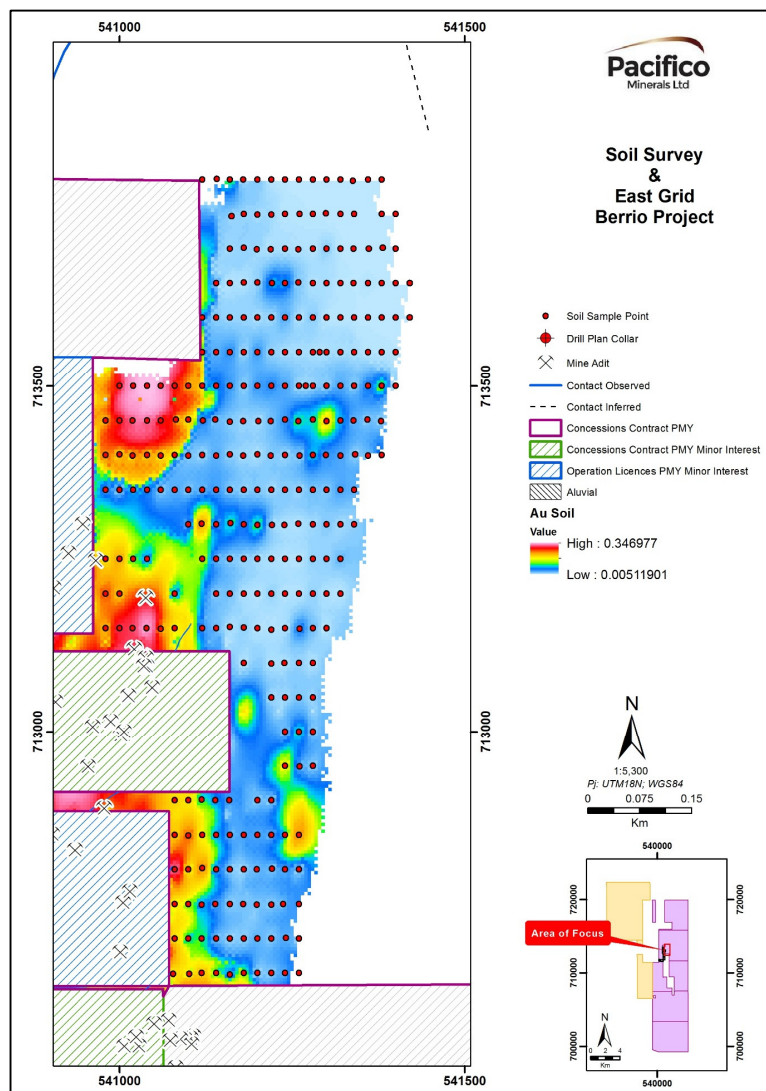 541000
541500
Pacifico
Minerals Ltd
Soil Survey
&
East Grid
Berrio Project
Soil Sample Point
Drill Plan Collar
Mine Adit
Contact Observed
Contact Inferred
Concessions Contract PMY
Concessions Contract PMY Minor Interest
Operation Licences PMY Minor Interest
Aluvial
Au Soil
Value
High : 0.346977
Low : 0.00511901
713500
713500
713000
713000
N
1:5,300
Pj: UTM18N; WGS84
0 0.075 0.15
Km
540000
720000
720000
Area of Focus
710000
710000
N
0 2 4
Km
700000
700000
540000
541000
541500